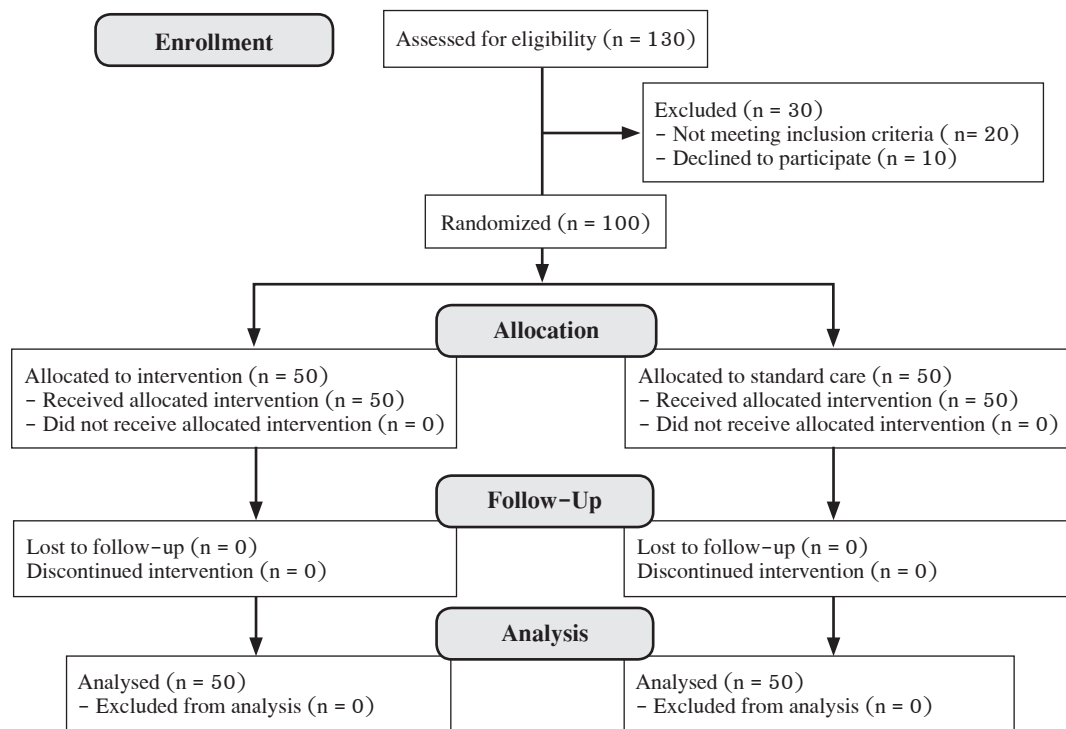 Enrollment
Assessed for eligibility (n = 130)
Excluded (n = 30)
- Not meeting inclusion criteria ( n= 20)
- Declined to participate (n = 10)
Randomized (n = 100)
Allocation
Allocated to intervention (n = 50)
- Received allocated intervention (n = 50)
- Did not receive allocated intervention (n = 0)
Allocated to standard care (n = 50)
- Received allocated intervention (n = 50)
- Did not receive allocated intervention (n = 0)
Follow-Up
Lost to follow-up (n = 0)
Discontinued intervention (n = 0)
Lost to follow-up (n = 0)
Discontinued intervention (n = 0)
Analysis
Analysed (n = 50)
- Excluded from analysis (n = 0)
Analysed (n = 50)
- Excluded from analysis (n = 0)